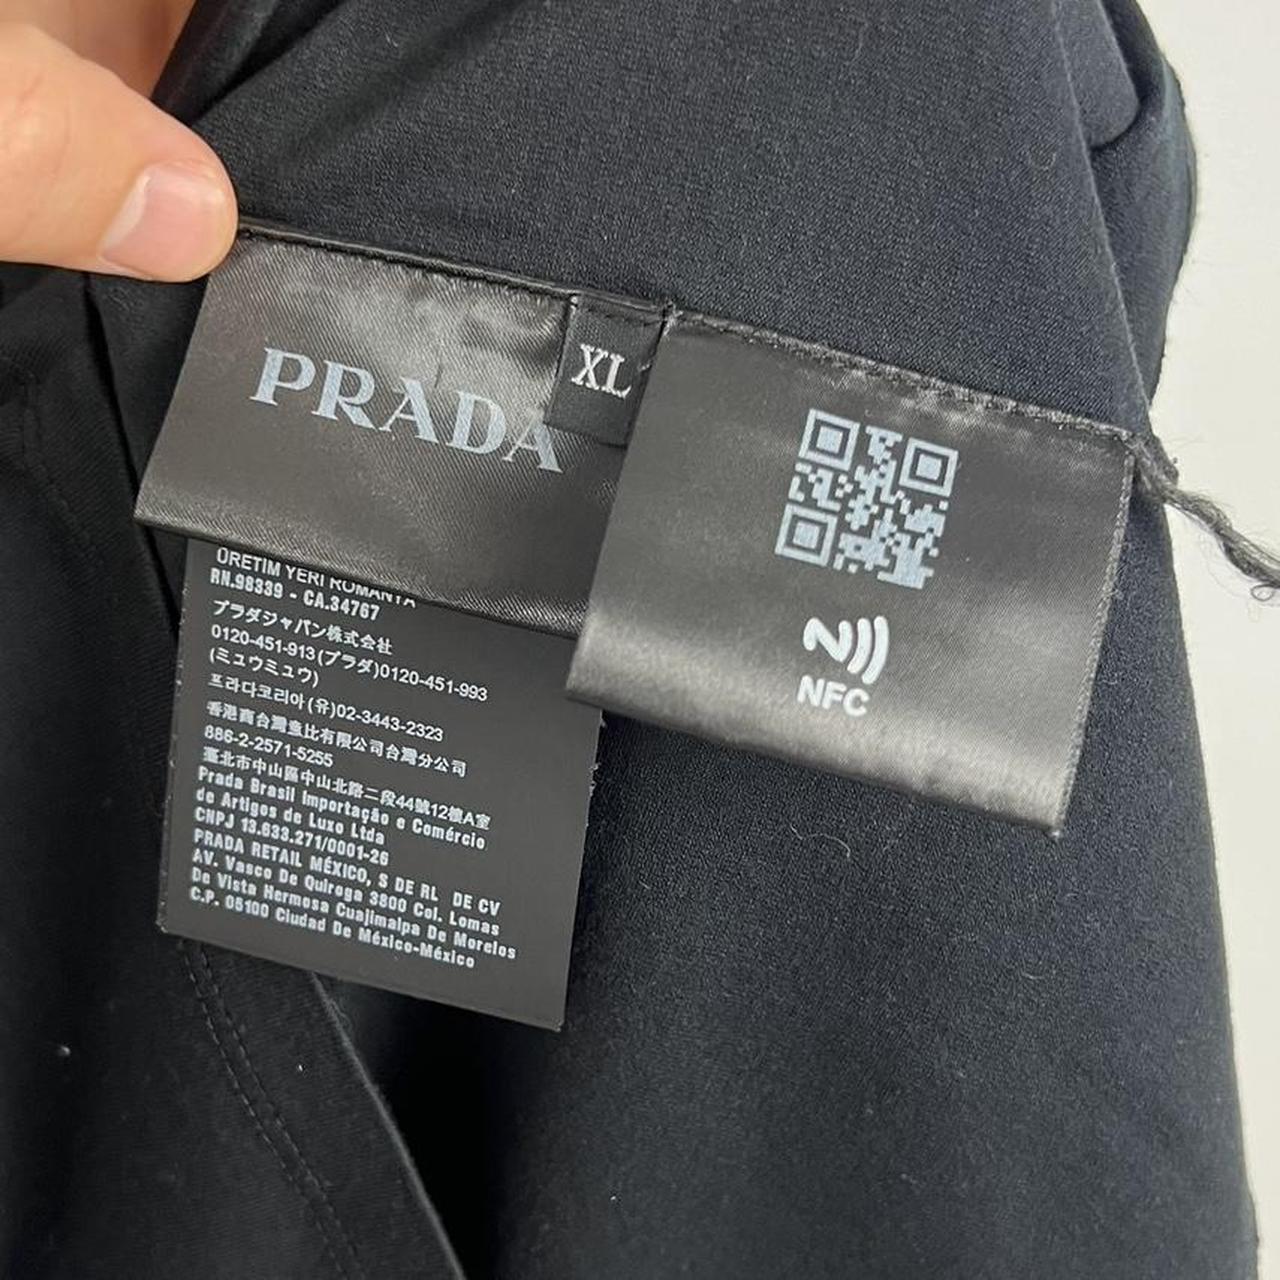 PRADA
XL
NFC
ÜRETİM YERİ ROMANYA
RN.98339 - CA.34767
プラダジャパン株式会社
0120-451-913(プラダ)0120-451-993
(ミュウミュウ)
프라다코리아(유)02-3443-2323
香港商台灣壹比有限公司台灣分公司
886-2-2571-5255
臺北市中山區中山北路二段44號12樓A室
Prada Brasil Importação e Comércio
de Artigos de Luxo Ltda
CNPJ 13.633.271/0001-26
PRADA RETAIL MÉXICO, S DE RL DE CV
AV. Vasco De Quiroga 3800 Col. Lomas
De Vista Hermosa Cuajimalpa De Morelos
C.P. 05100 Ciudad De México-México